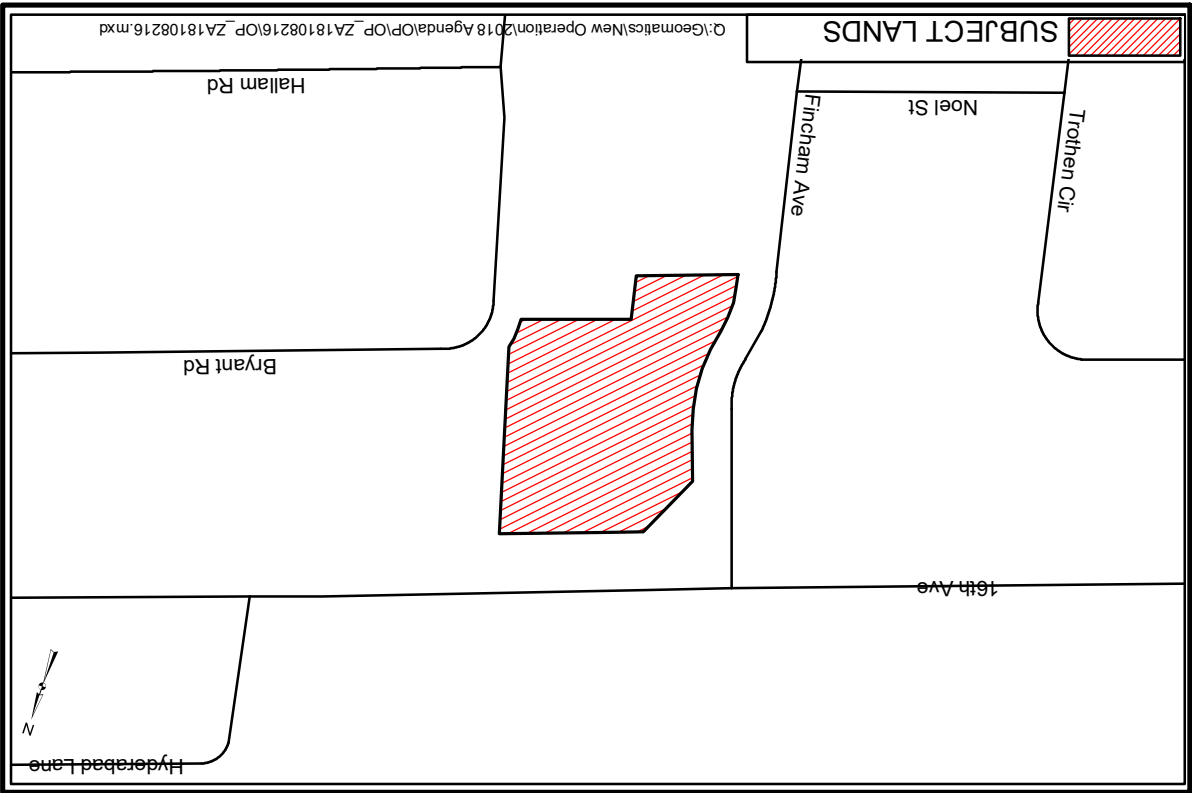 Hyderabad Lane
N
16th Ave
Bryant Rd
Trothen Cir
Fincham Ave
Noel St
Hallam Rd
SUBJECT LANDS
Q:\Geomatics\New Operation\2018 Agenda\OP\OP_ZA18108216\OP_ZA18108216.mxd